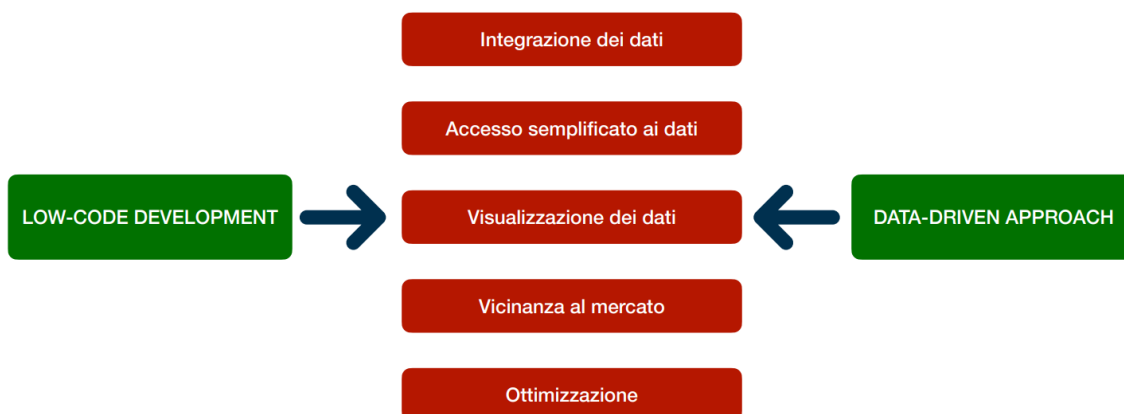 Integrazione dei dati
Accesso semplificato ai dati
LOW-CODE DEVELOPMENT
Visualizzazione dei dati
DATA-DRIVEN APPROACH
Vicinanza al mercato
Ottimizzazione